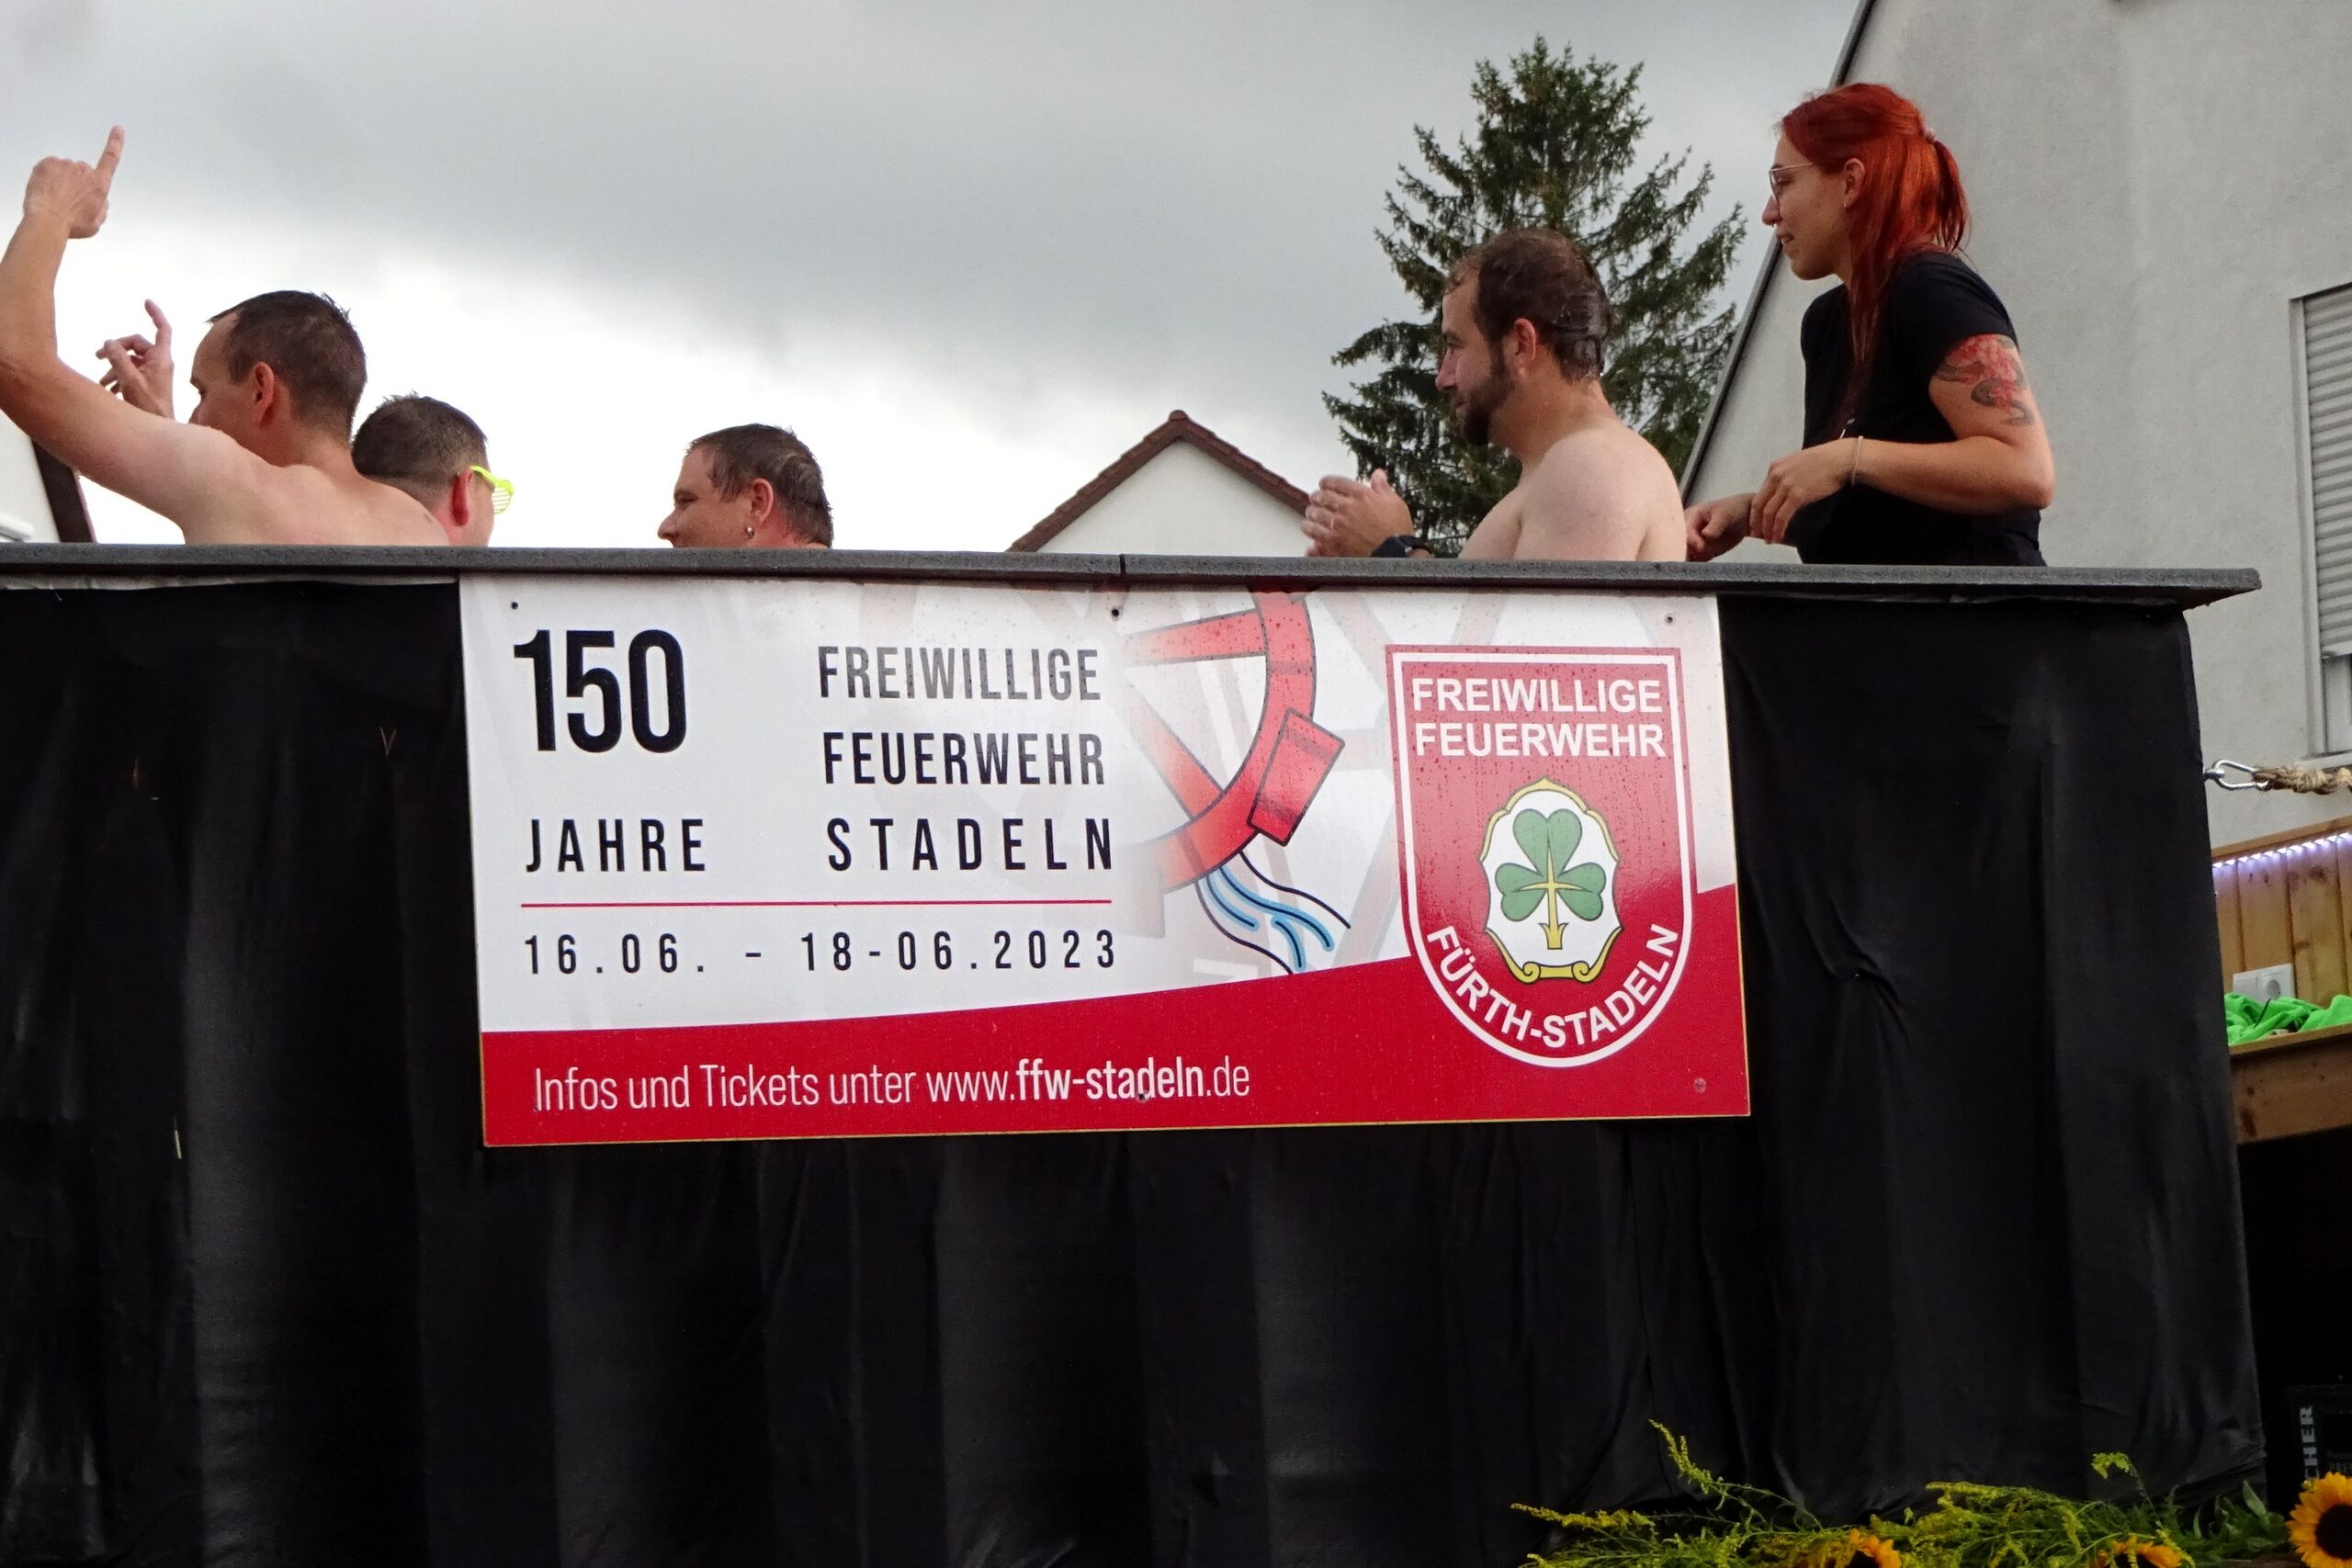 150
JAHRE
FREIWILLIGE
FEUERWEHR
STADELN
16.06. - 18-06.2023
Infos und Tickets unter www.ffw-stadeln.de
FREIWILLIGE
FEUERWEHR
FÜRTH-STADELN